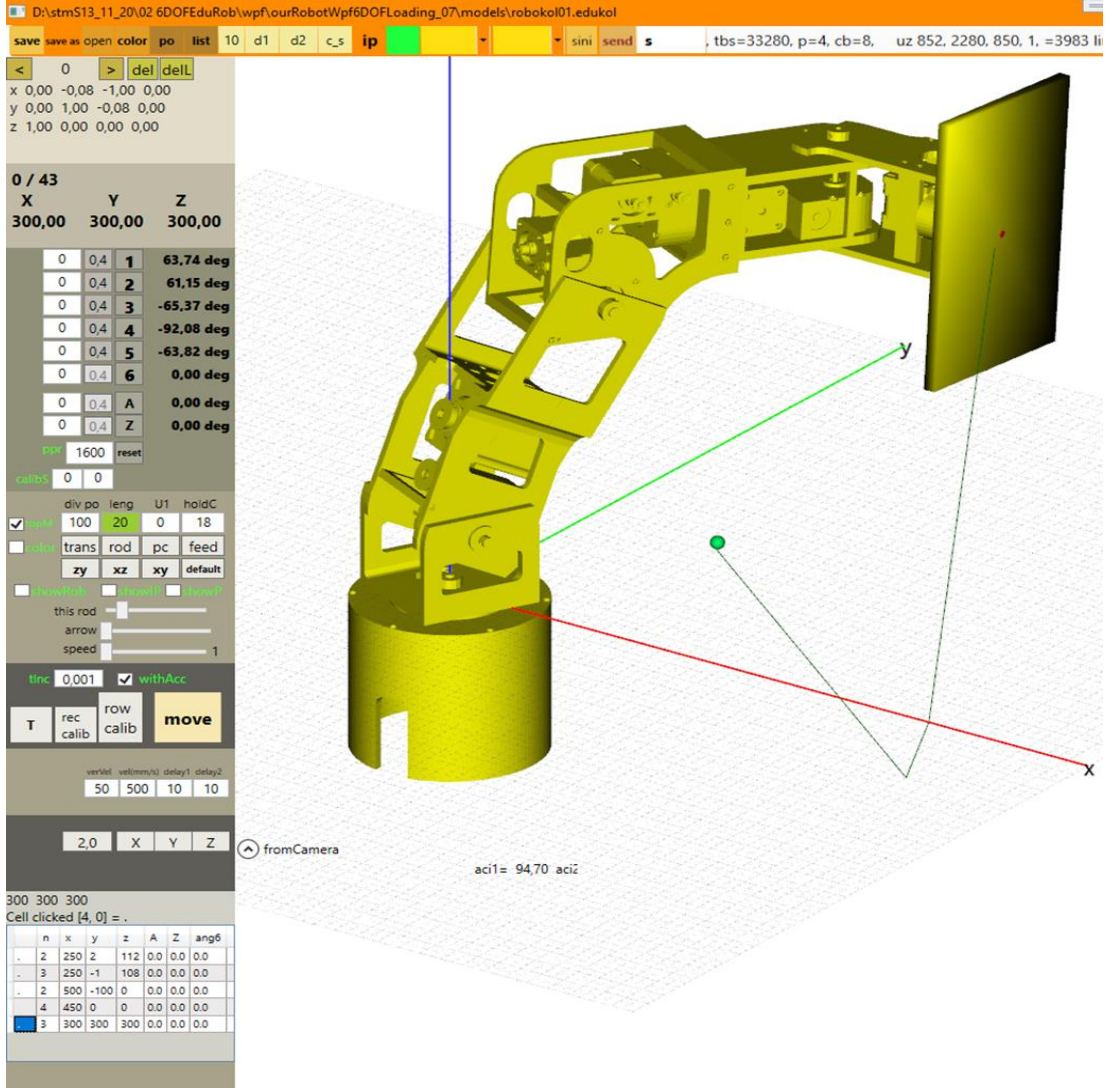 D:\stmS13_11_20\02 6DOFEduRob\wpf\ourRobotWpf6DOFLoading_07\models\robokol01.edukol
save save as open color po list 10 d1 d2 c_s ip sini send s , tbs=33280, p=4, cb=8, uz 852, 2280, 850, 1, =3983 li
< 0 > del delL
x 0,00 -0,08 -1,00 0,00
y 0,00 1,00 -0,08 0,00
z 1,00 0,00 0,00 0,00
0 / 43
X Y Z
300,00 300,00 300,00
0 0,4 1 63,74 deg
0 0,4 2 61,15 deg
0 0,4 3 -65,37 deg
0 0,4 4 -92,08 deg
0 0,4 5 -63,82 deg
0 0,4 6 0,00 deg
0 0,4 A 0,00 deg
0 0,4 Z 0,00 deg
ppr 1600 reset
calibS 0 0
div po leng U1 holdC
100 20 0 18
color trans rod pc feed
zy xz xy default
showRob showIP showP
this rod
arrow
speed 1
tInc 0,001 withAcc
T rec calib row calib move
verVel vel(mm/s) delay1 delay2
50 500 10 10
2,0 X Y Z
fromCamera
aci1= 94,70 aci2
y
x
300 300 300
Cell clicked [4, 0] = .
n x y z A Z ang6
. 2 250 2 112 0.0 0.0 0.0
. 3 250 -1 108 0.0 0.0 0.0
. 2 500 -100 0 0.0 0.0 0.0
4 450 0 0 0.0 0.0 0.0
. 3 300 300 300 0.0 0.0 0.0